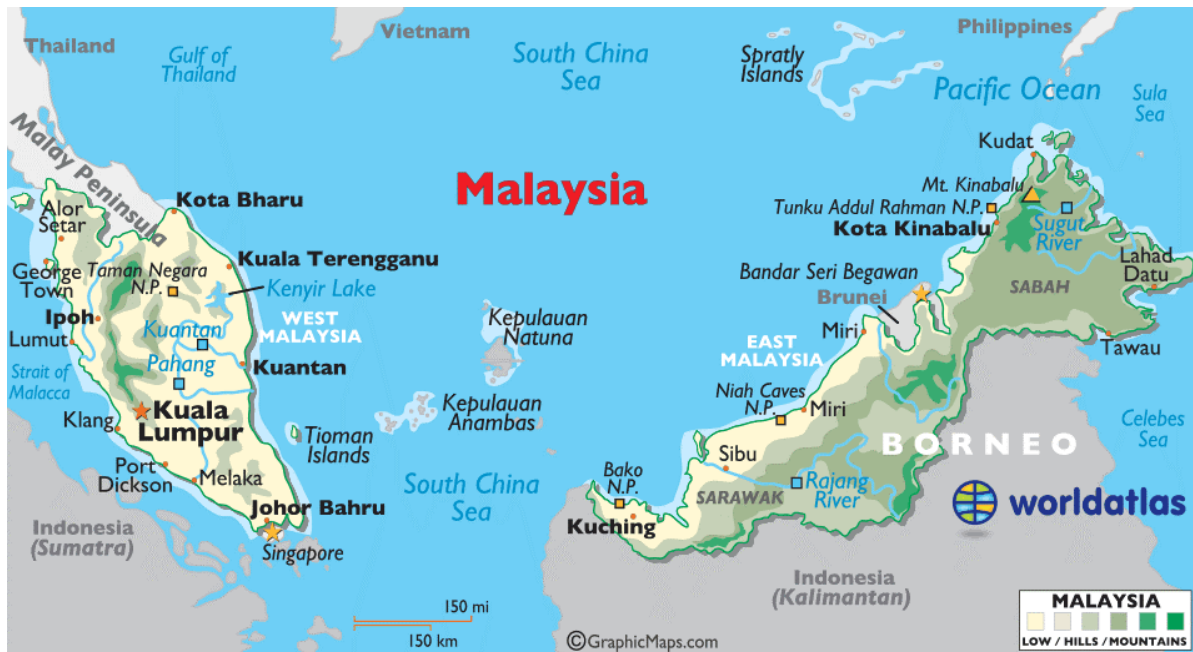 Thailand
Gulf of
Thailand
Vietnam
South China
Sea
Spratly
Islands
Philippines
Pacific Ocean
Sula
Sea
Malay Peninsula
Malaysia
Kudat
Mt. Kinabalu
Tunku Addul Rahman N.P.
Kota Kinabalu
Sugut
River
Alor
Setar
Kota Bharu
George
Town
Taman Negara
N.P.
Kuala Terengganu
Kenyir Lake
Bandar Seri Begawan
Brunei
SABAH
Lahad
Datu
Ipoh
Lumut
Kuantan
WEST
MALAYSIA
Kepulauan
Natuna
Miri
EAST
MALAYSIA
Tawau
Strait of
Malacca
Pahang
Kuantan
Klang
Kuala
Lumpur
Kepulauan
Anambas
Niah Caves
N.P.
Miri
Celebes
Sea
Tioman
Islands
BORNEO
Port
Dickson
Melaka
Sibu
Bako
N.P.
SARAWAK
Rajang
River
South China
Sea
Johor Bahru
Kuching
worldatlas
Indonesia
(Sumatra)
Singapore
Indonesia
(Kalimantan)
150 mi
150 km
©GraphicMaps.com
MALAYSIA
LOW / HILLS / MOUNTAINS